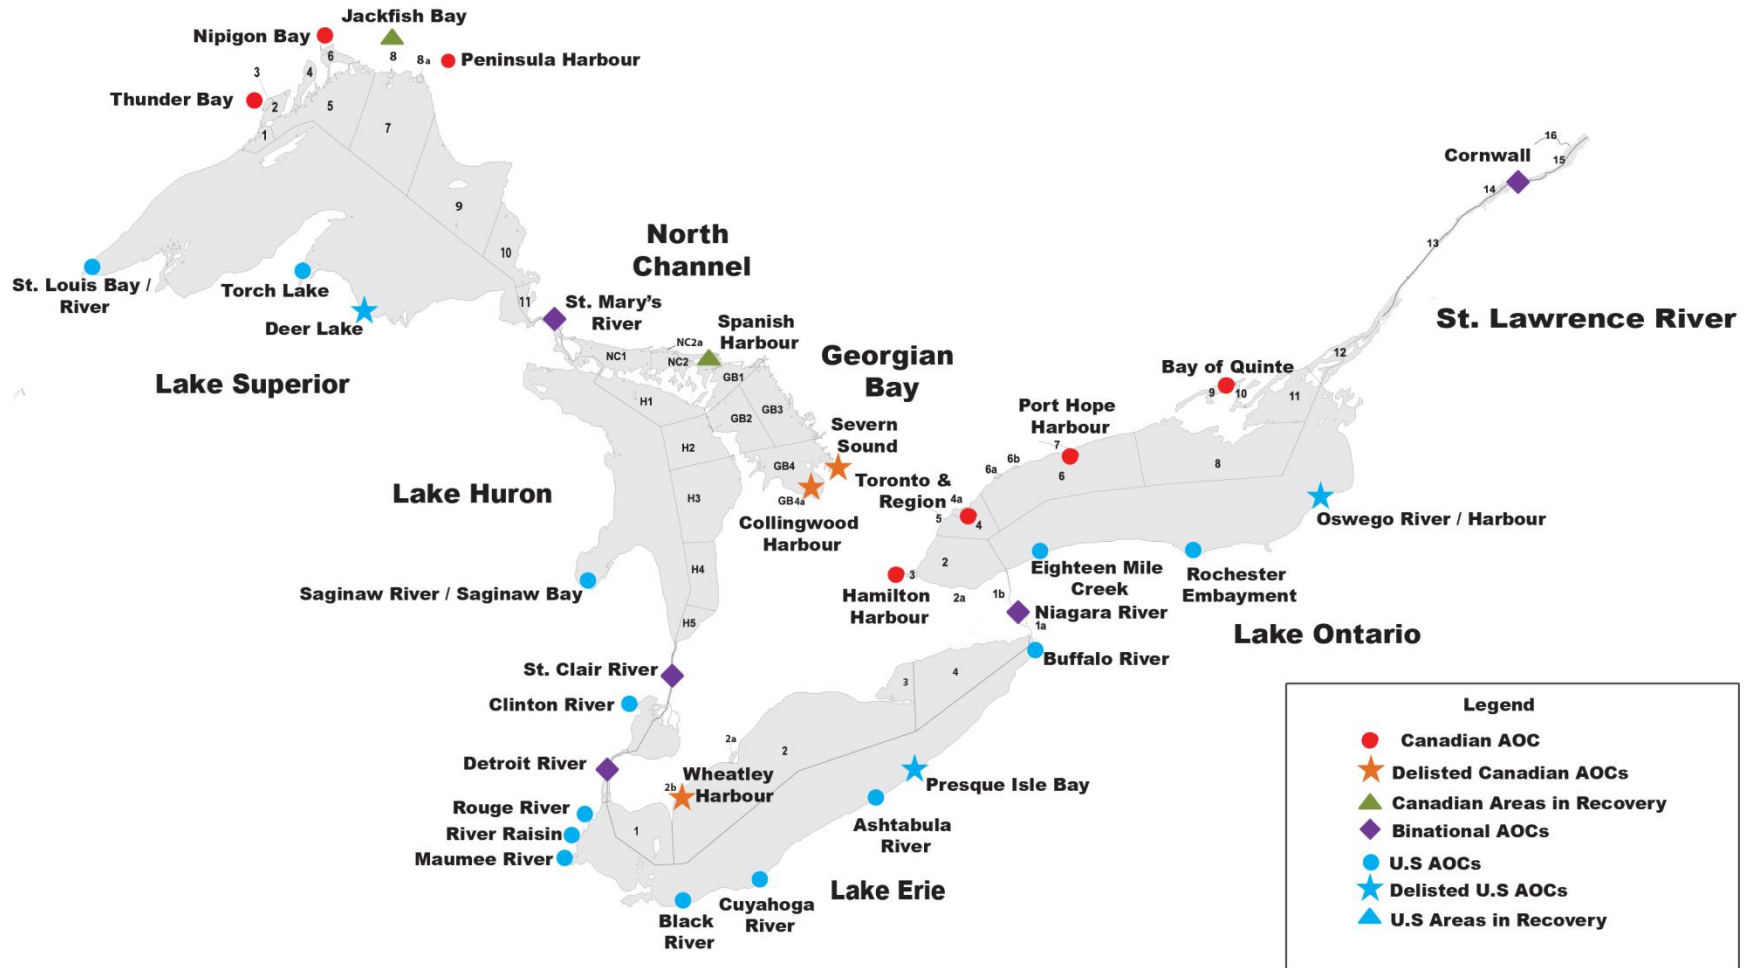 Jackfish Bay
Nipigon Bay
6
8
8a
Peninsula Harbour
3
4
Thunder Bay
2
5
1
7
9
10
11
St. Louis Bay /
River
Torch Lake
Deer Lake
Lake Superior
North
Channel
St. Mary's
River
NC1
NC2a
NC2
Spanish
Harbour
Georgian
Bay
GB1
GB2
GB3
GB4
GB4a
Severn
Sound
Collingwood
Harbour
H1
H2
H3
H4
H5
Lake Huron
Saginaw River / Saginaw Bay
St. Clair River
Clinton River
Detroit River
Rouge River
River Raisin
Maumee River
2b
Wheatley
Harbour
2a
1
2
3
4
Black
River
Cuyahoga
River
Ashtabula
River
Presque Isle Bay
Lake Erie
Buffalo River
1a
Niagara River
1b
2a
Hamilton
Harbour
3
2
Toronto &
Region
4a
5
4
6a
6b
6
7
Port Hope
Harbour
8
Bay of Quinte
9
10
11
12
Eighteen Mile
Creek
Rochester
Embayment
Oswego River / Harbour
Lake Ontario
St. Lawrence River
13
14
Cornwall
15
16
Legend
Canadian AOC
Delisted Canadian AOCs
Canadian Areas in Recovery
Binational AOCs
U.S AOCs
Delisted U.S AOCs
U.S Areas in Recovery